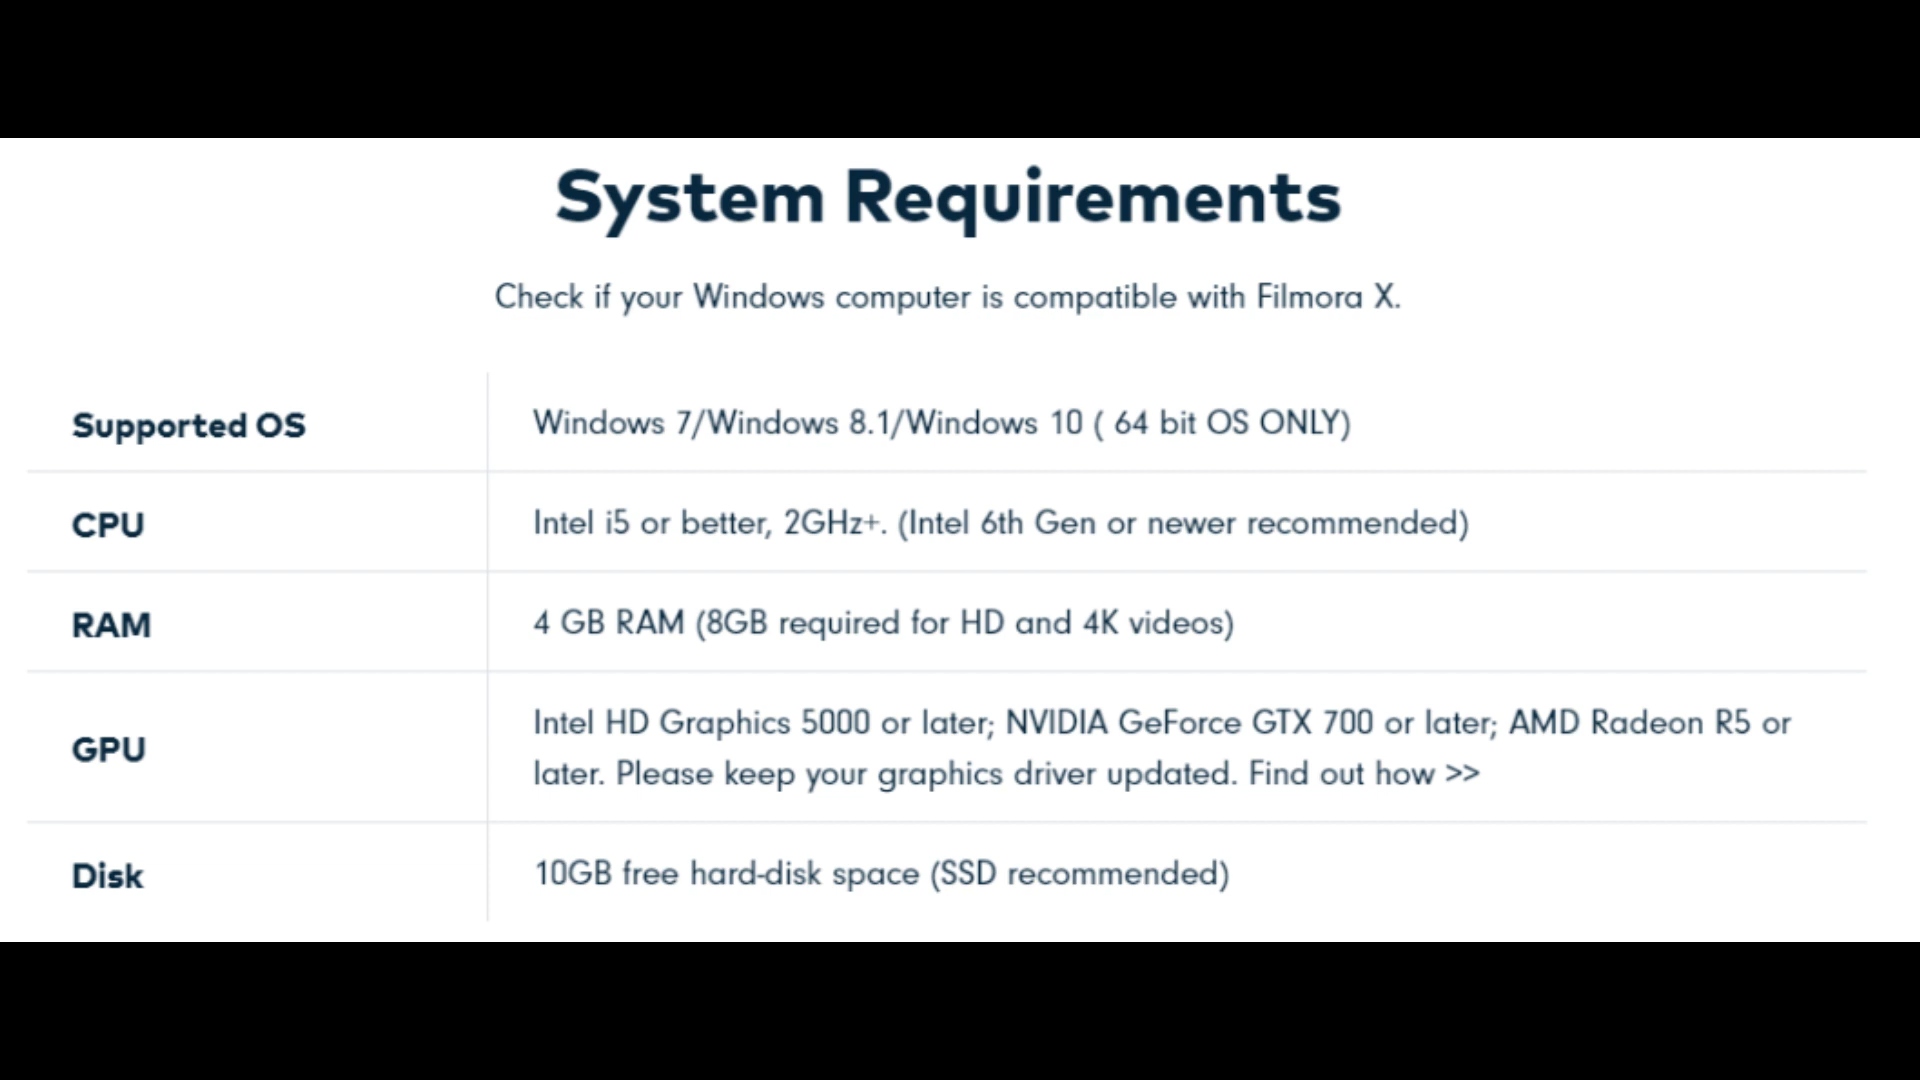 System Requirements
Check if your Windows computer is compatible with Filmora X.
Supported OS
Windows 7/Windows 8.1/Windows 10 ( 64 bit OS ONLY)
CPU
Intel i5 or better, 2GHz+. (Intel 6th Gen or newer recommended)
RAM
4 GB RAM (8GB required for HD and 4K videos)
GPU
Intel HD Graphics 5000 or later; NVIDIA GeForce GTX 700 or later; AMD Radeon R5 or
later. Please keep your graphics driver updated. Find out how >>
Disk
10GB free hard-disk space (SSD recommended)